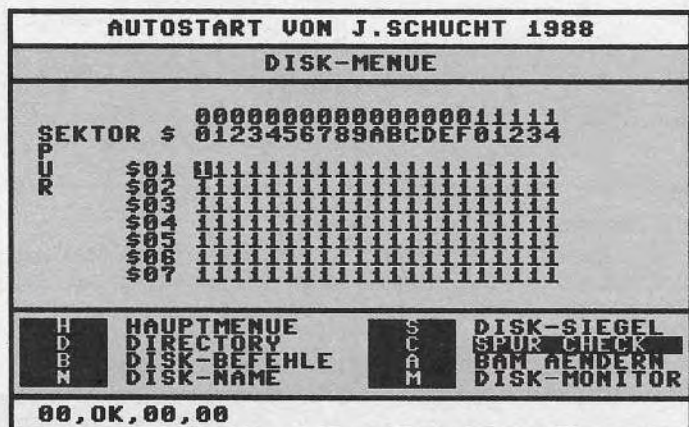 AUTOSTART VON J.SCHUCHT 1988
DISK-MENUE
000000000000000011111
SEKTOR $ 0123456789ABCDEF01234
P
U $01 111111111111111111111
R $02 111111111111111111111
$03 111111111111111111111
$04 111111111111111111111
$05 111111111111111111111
$06 111111111111111111111
$07 111111111111111111111
H HAUPTMENUE S DISK-SIEGEL
D DIRECTORY C SPUR CHECK
B DISK-BEFEHLE A BAM AENDERN
N DISK-NAME M DISK-MONITOR
00,OK,00,00